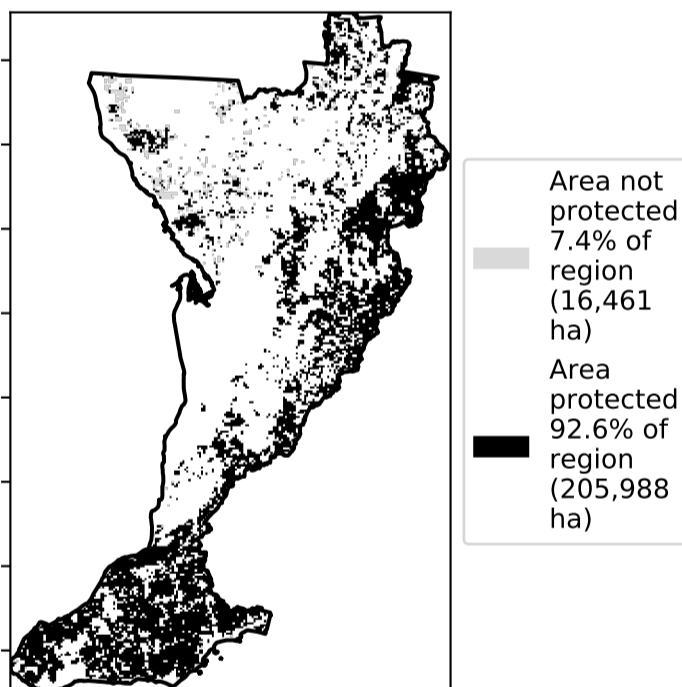 Area not
protected
7.4% of
region
(16,461
ha)
Area
protected
92.6% of
region
(205,988
ha)